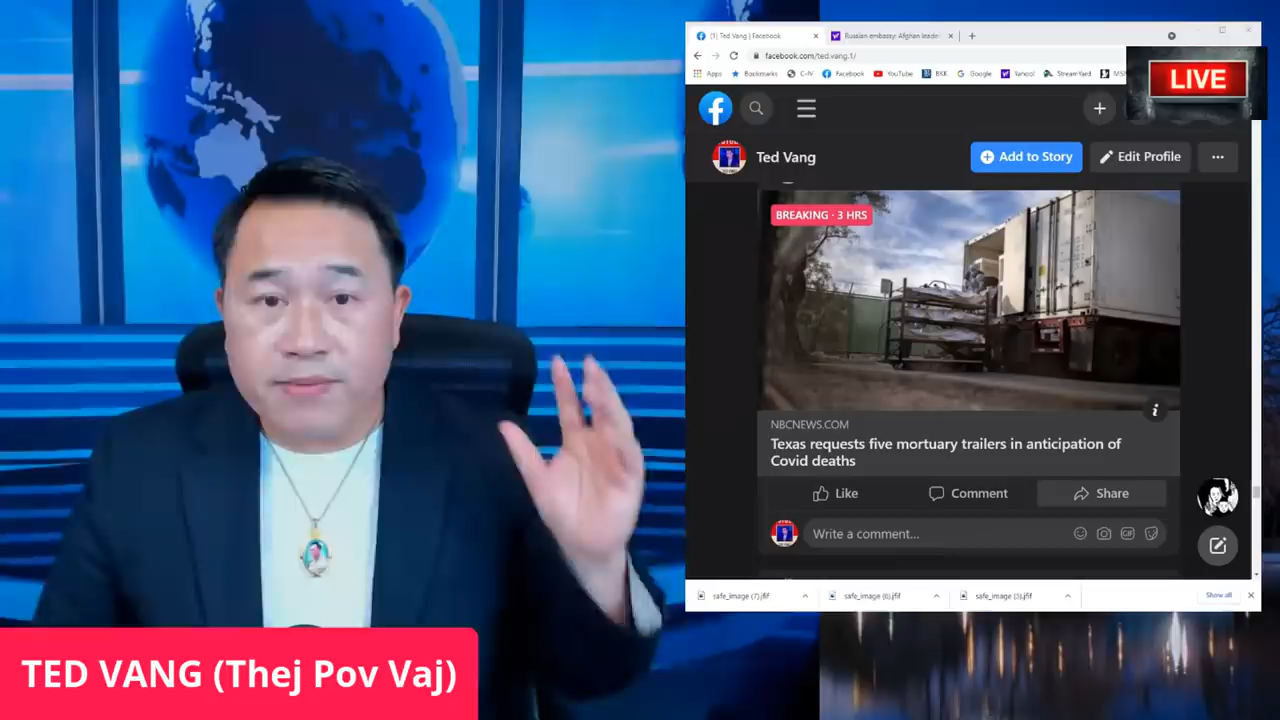 (1) Ted Vang | Facebook
Russian embassy: Afghan leader
facebook.com/ted.vang.1/
Apps
Bookmarks
C-IV
Facebook
YouTube
BKK
Google
Yahoo!
StreamYard
LIVE
Ted Vang
Add to Story
Edit Profile
BREAKING · 3 HRS
NBCNEWS.COM
Texas requests five mortuary trailers in anticipation of
Covid deaths
Like
Comment
Share
Write a comment...
GIF
safe_image (7).jfif
safe_image (6).jfif
safe_image (5).jfif
Show all
TED VANG (Thej Pov Vaj)